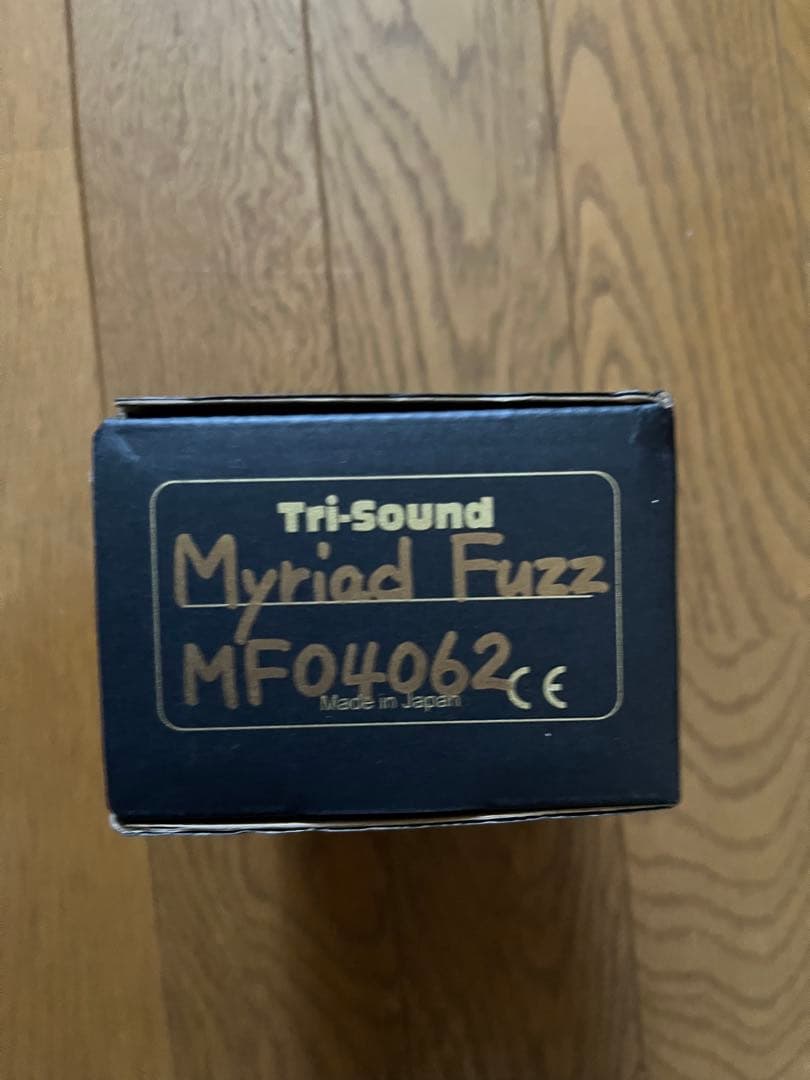 Tri-Sound
Myriad Fuzz
MF04062
Made in Japan CE